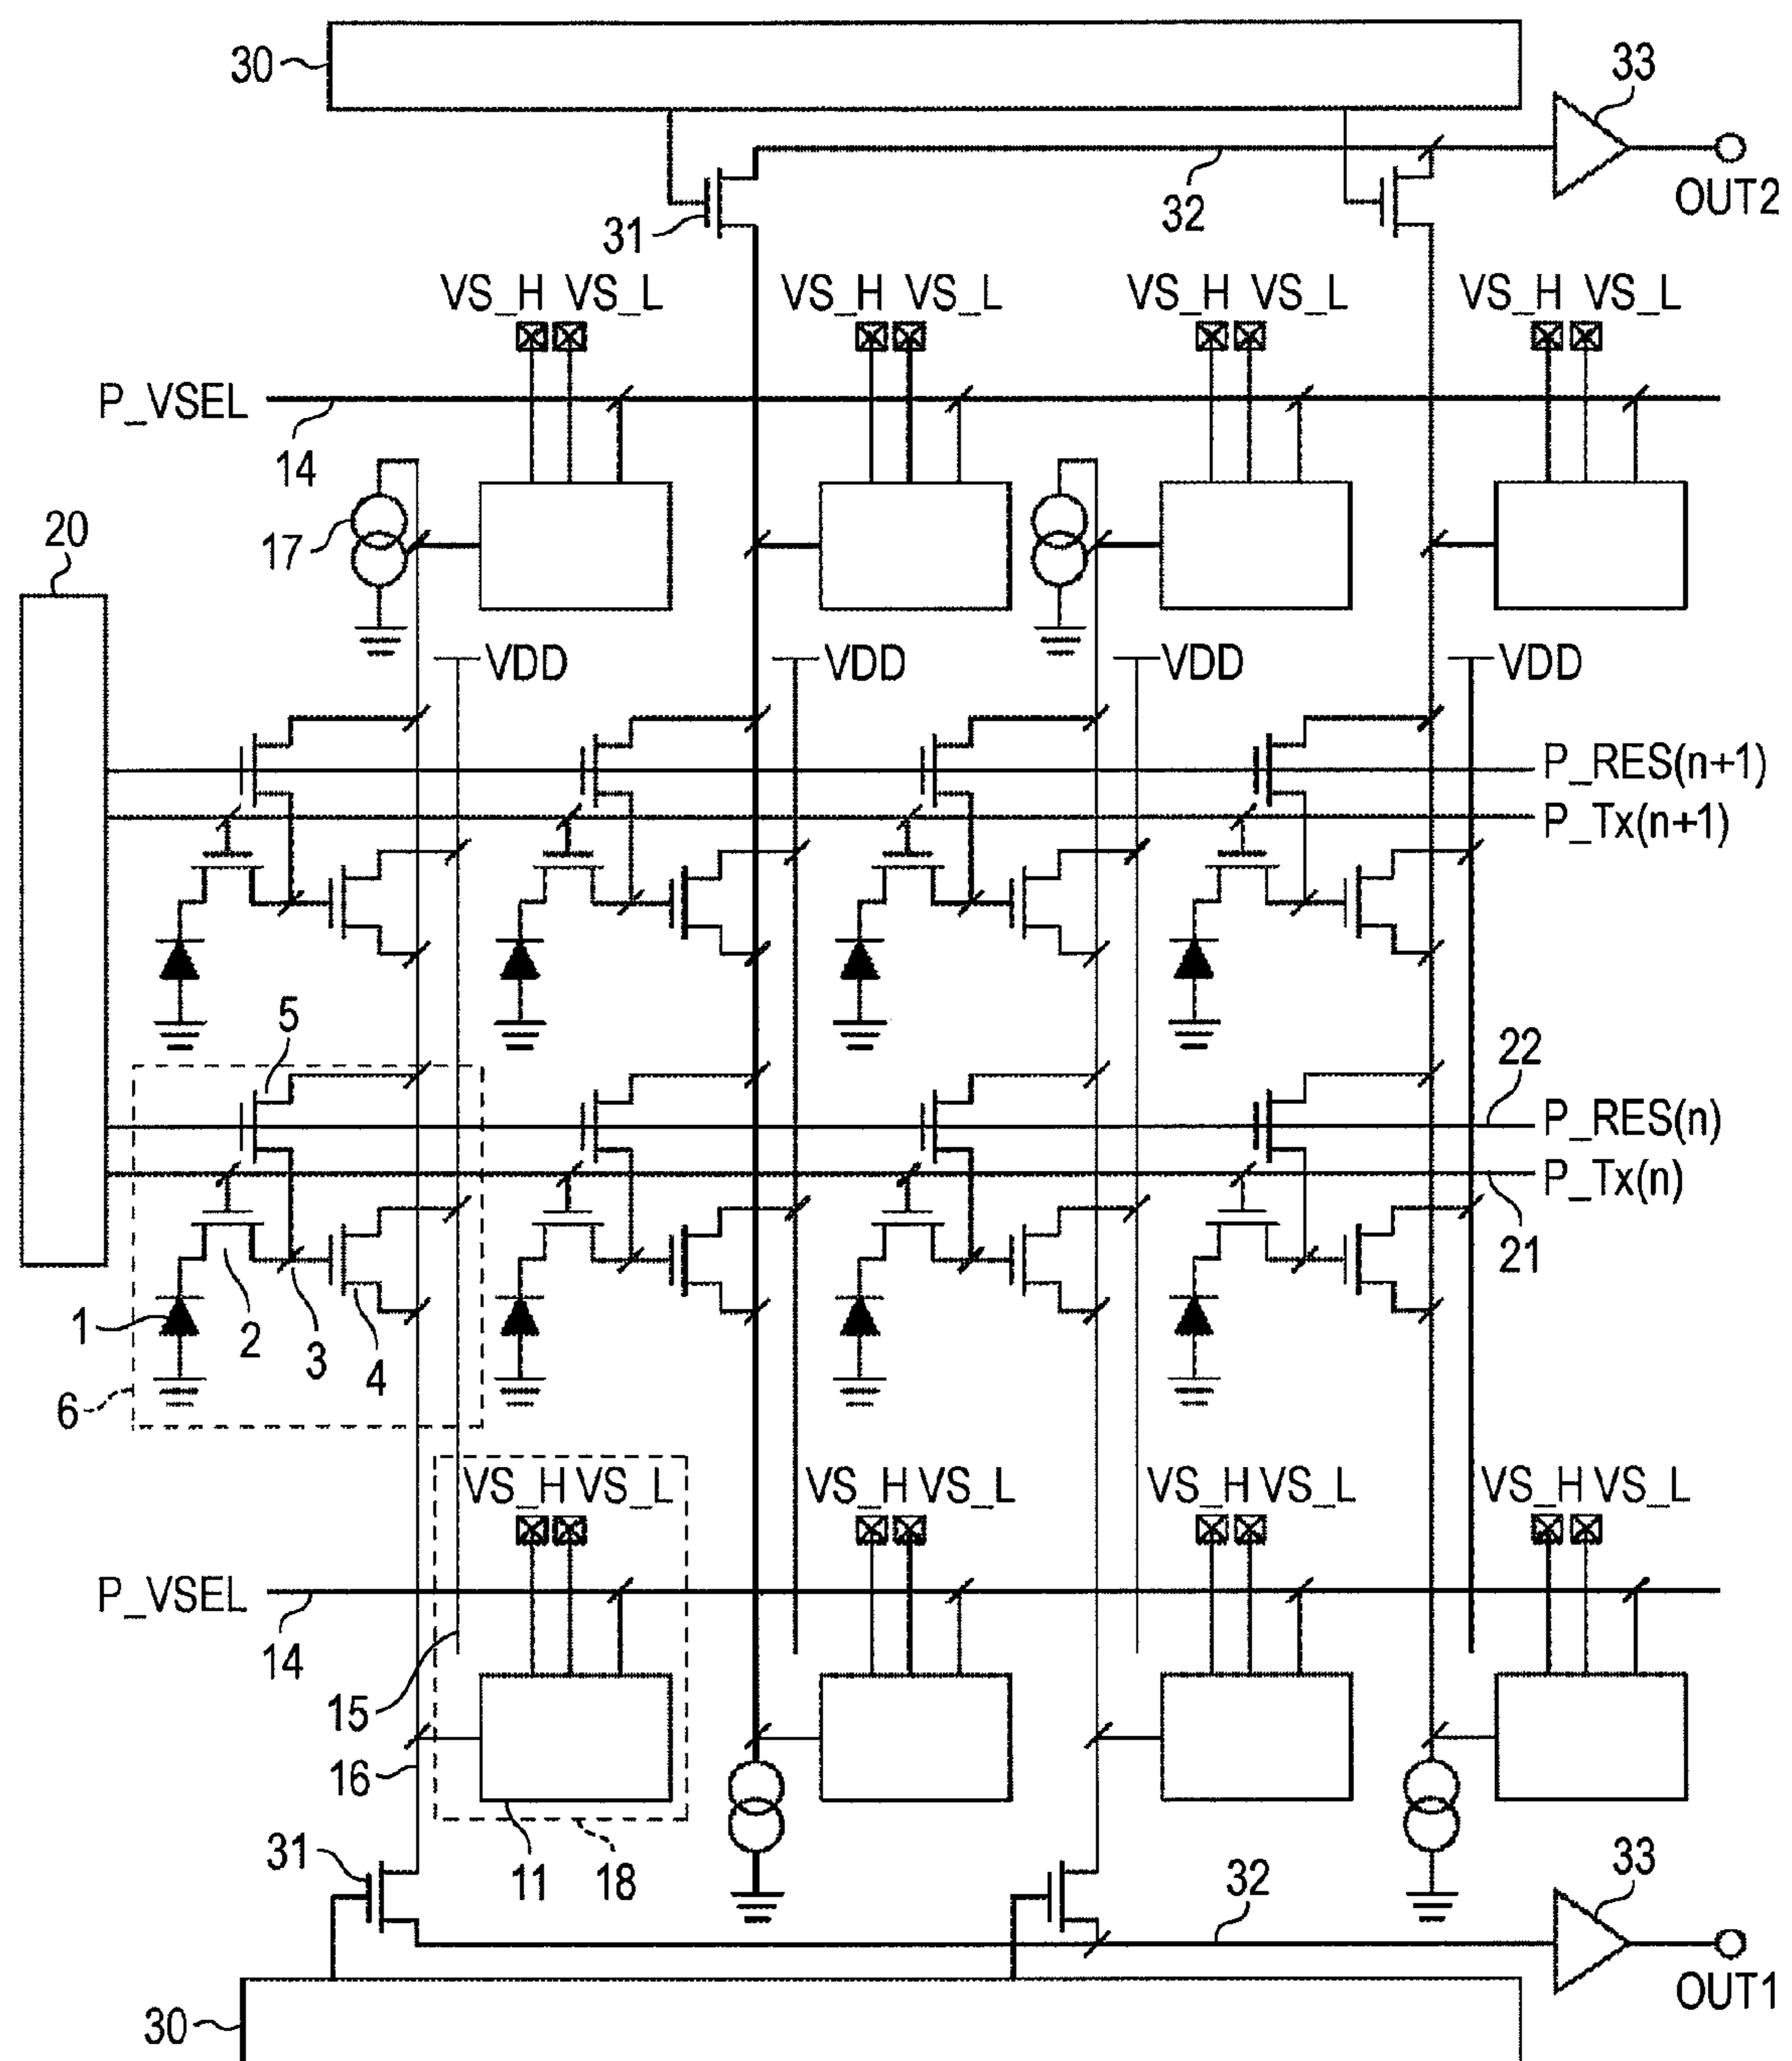 30
33
OUT2
31
32
VS_H VS_L VS_H VS_L VS_H VS_L VS_H VS_L
P_VSEL
14
17
20
VDD VDD VDD VDD
P_RES(n+1)
P_Tx(n+1)
5
22
P_RES(n)
P_Tx(n)
21
1
2
3
4
6
VS_H VS_L VS_H VS_L VS_H VS_L VS_H VS_L
P_VSEL
14
15
16
31
11
18
32
33
OUT1
30